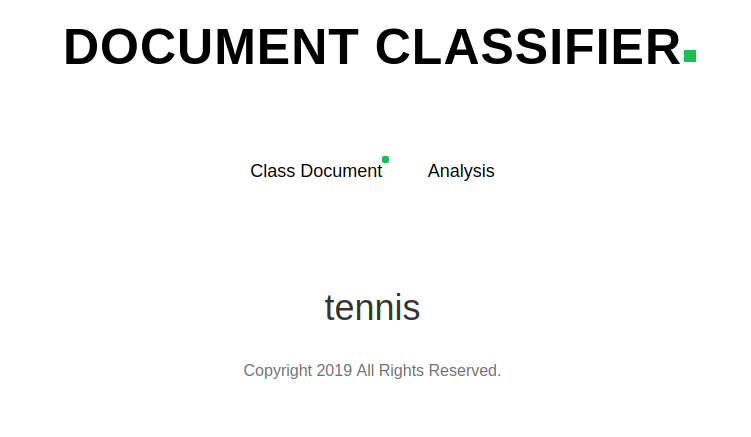 DOCUMENT CLASSIFIER.
Class Document Analysis
tennis
Copyright 2019 All Rights Reserved.